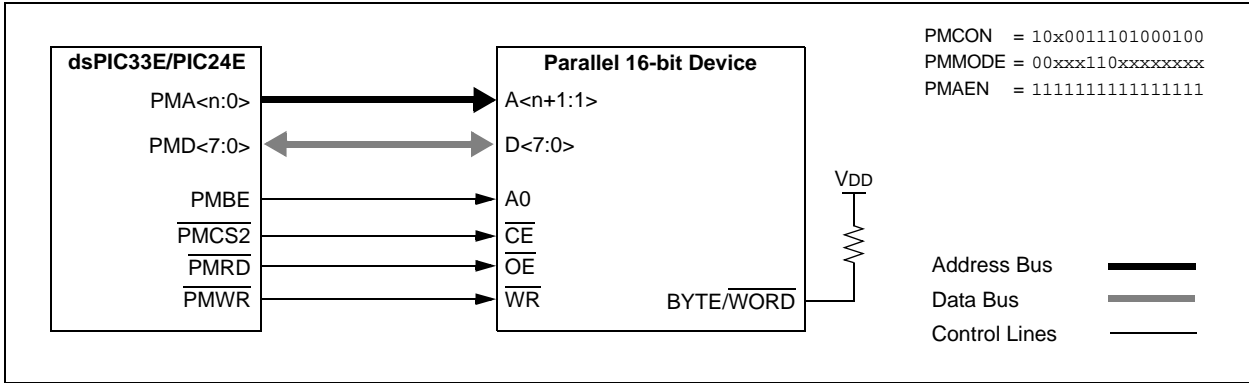 dsPIC33E/PIC24E
PMA<n:0>
PMD<7:0>
PMBE
PMCS2
PMRD
PMWR
Parallel 16-bit Device
A<n+1:1>
D<7:0>
A0
CE
OE
WR
BYTE/WORD
VDD
PMCON = 10x0011101000100
PMMODE = 00xxx110xxxxxxxx
PMAEN = 1111111111111111
Address Bus
Data Bus
Control Lines